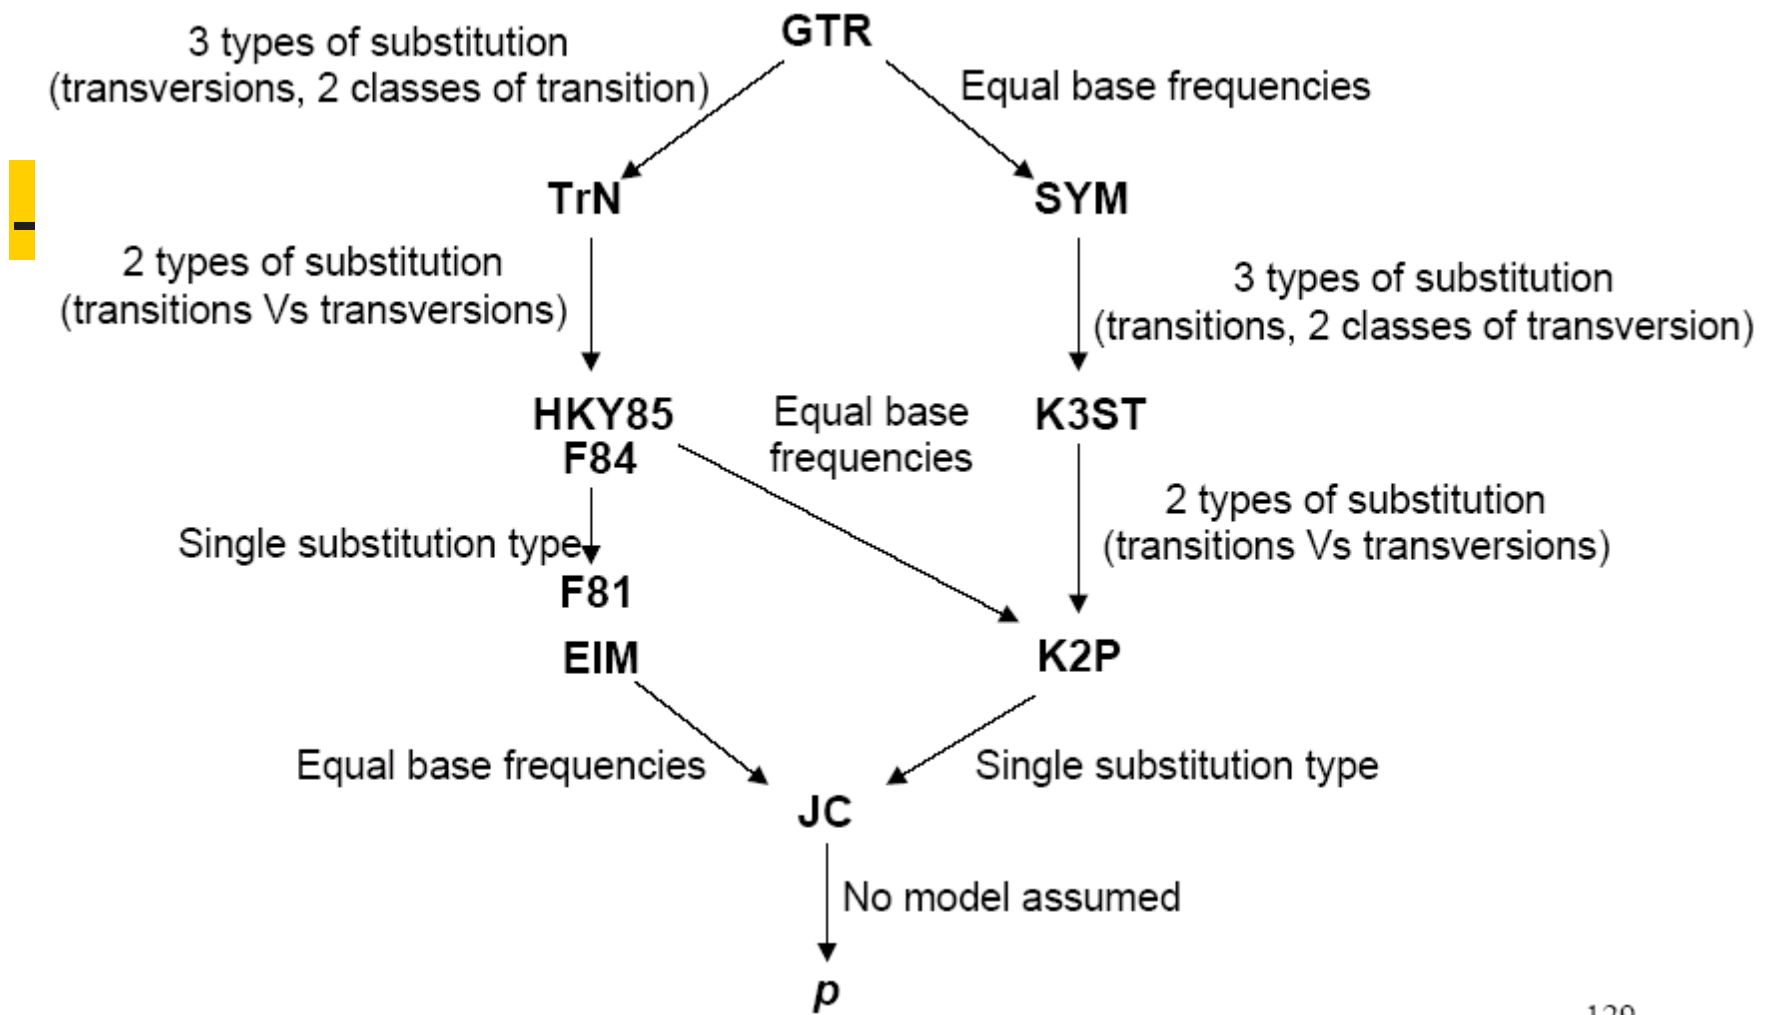 GTR
3 types of substitution
(transversions, 2 classes of transition)
Equal base frequencies
TrN
SYM
2 types of substitution
(transitions Vs transversions)
3 types of substitution
(transitions, 2 classes of transversion)
HKY85
F84
Equal base
frequencies
K3ST
2 types of substitution
(transitions Vs transversions)
Single substitution type
F81
EIM
K2P
Equal base frequencies
Single substitution type
JC
No model assumed
p